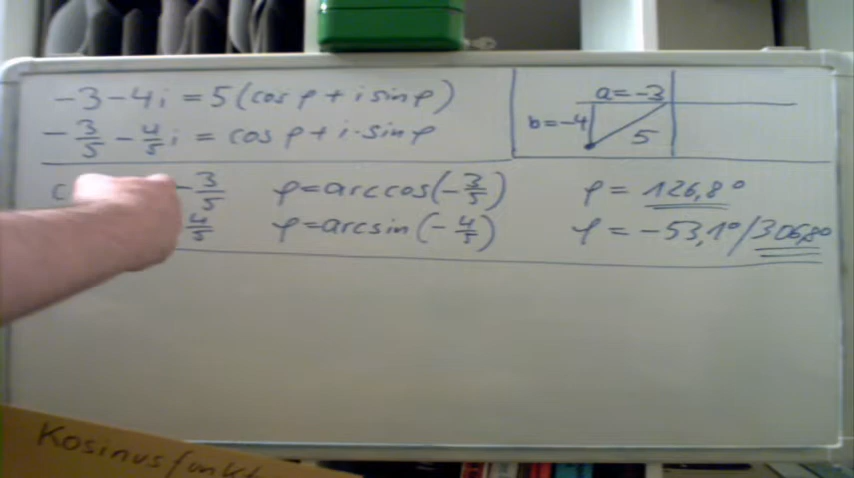 -3-4i = 5(cos φ + i sin φ)
-3/5 - 4/5 i = cos φ + i·sin φ
a=-3
b=-4
5
c -3/5 φ=arccos(-3/5) φ = 126,8°
4/5 φ=arcsin(-4/5) φ = -53,1°/306,8°
Kosinusfunkt